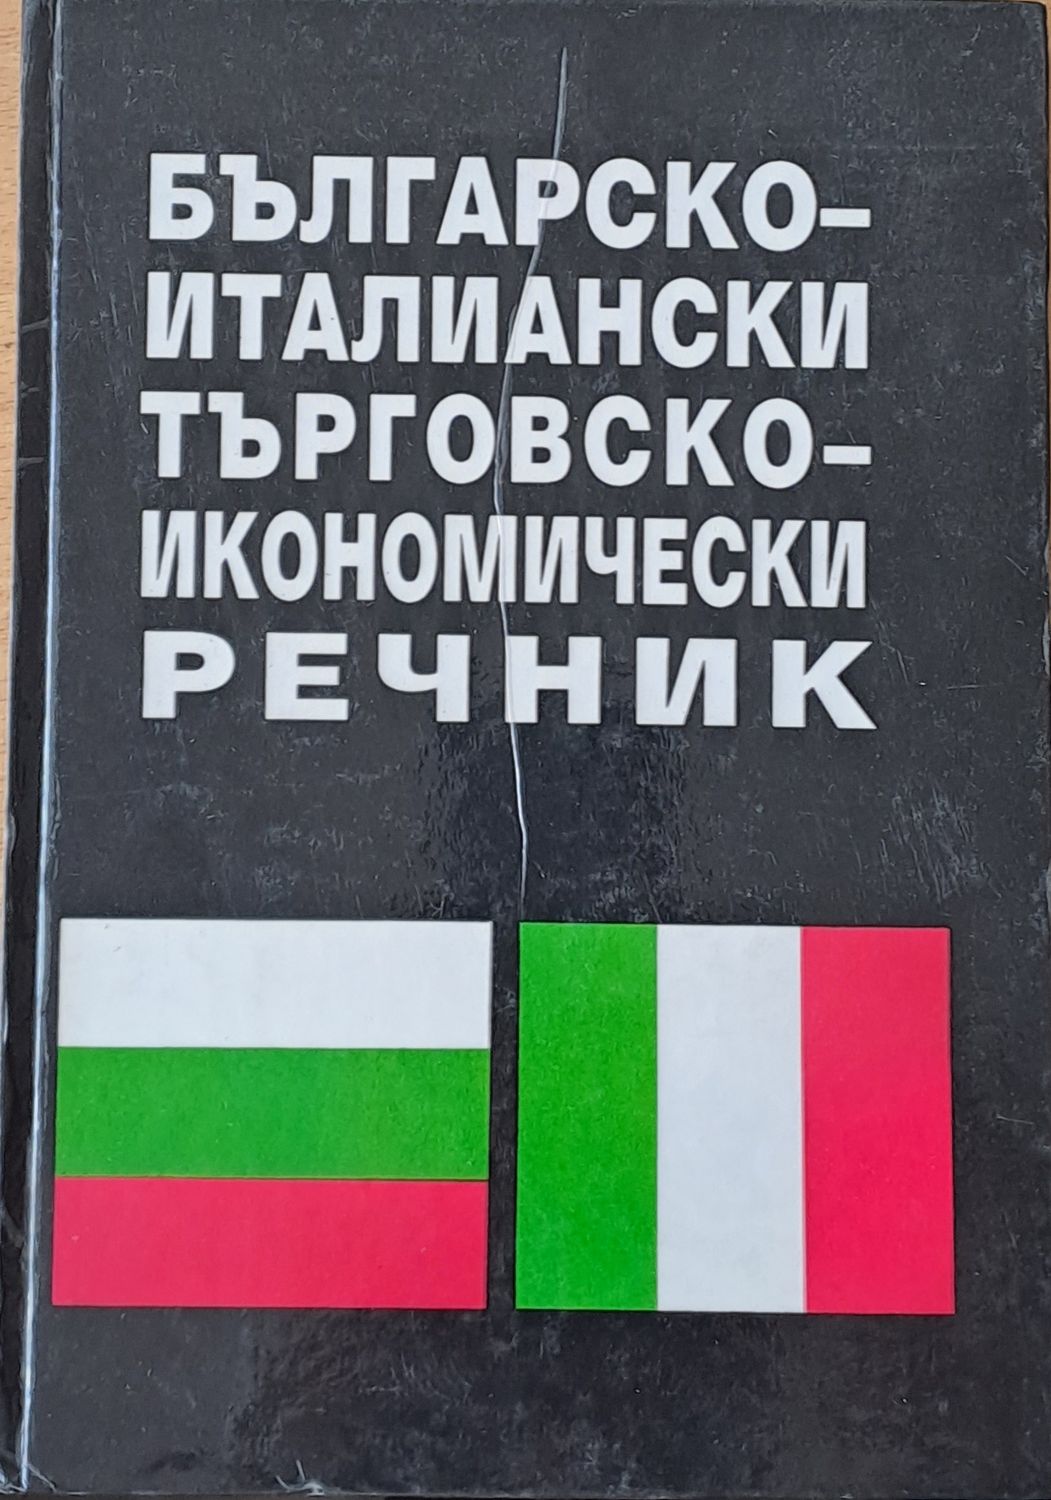 БЪЛГАРСКО–
ИТАЛИАНСКИ
ТЪРГОВСКО–
ИКОНОМИЧЕСКИ
РЕЧНИК